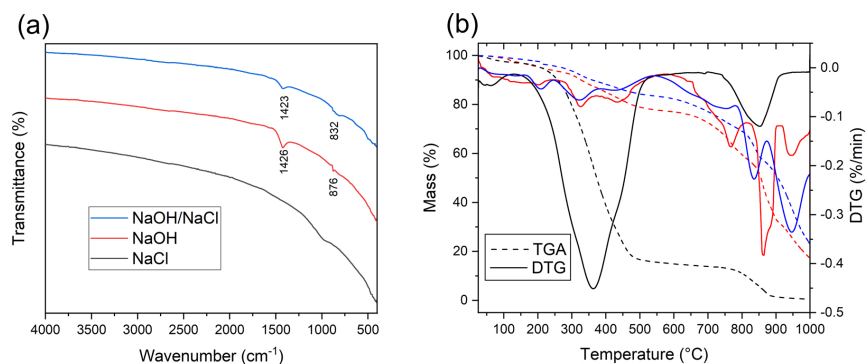 (a)
Transmittance (%)
1423
832
1426
876
NaOH/NaCl
NaOH
NaCl
4000 3500 3000 2500 2000 1500 1000 500
Wavenumber (cm⁻¹)
(b)
Mass (%)
100
80
60
40
20
0
TGA
DTG
0.0
-0.1
-0.2
-0.3
-0.4
-0.5
DTG (%/min)
100 200 300 400 500 600 700 800 900 1000
Temperature (°C)